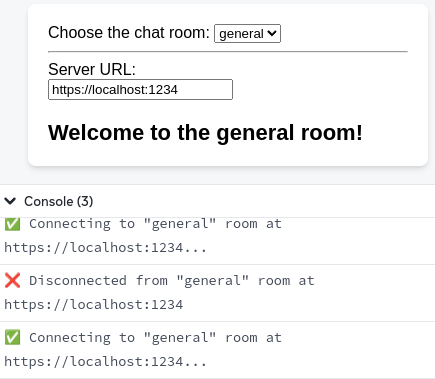 Choose the chat room: general
Server URL:
https://localhost:1234
Welcome to the general room!
Console (3)
✅ Connecting to "general" room at
https://localhost:1234...
❌ Disconnected from "general" room at
https://localhost:1234
✅ Connecting to "general" room at
https://localhost:1234...